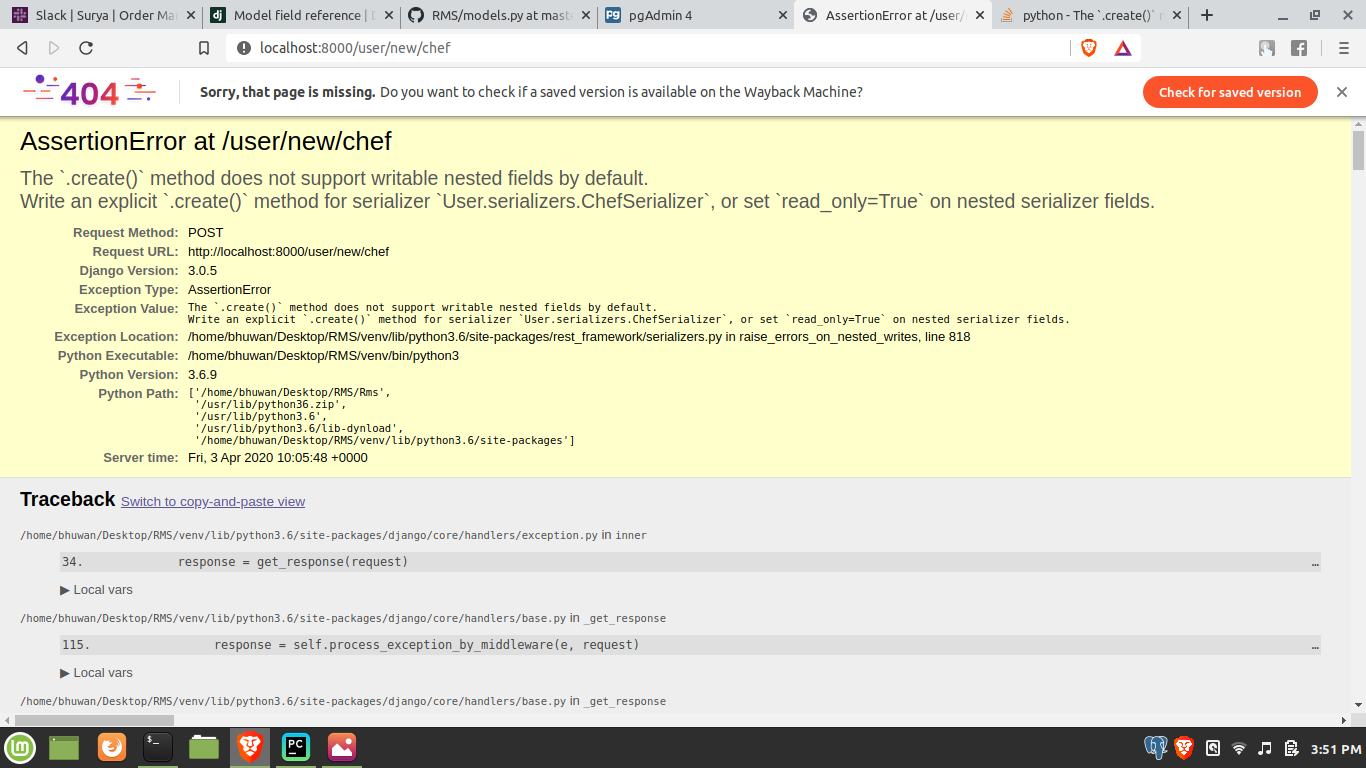 Slack | Surya | Order Ma
Model field reference | D
RMS/models.py at maste
pgAdmin 4
AssertionError at /user/n
python - The `.create()` m
localhost:8000/user/new/chef
404 Sorry, that page is missing. Do you want to check if a saved version is available on the Wayback Machine? Check for saved version
AssertionError at /user/new/chef
The `.create()` method does not support writable nested fields by default.
Write an explicit `.create()` method for serializer `User.serializers.ChefSerializer`, or set `read_only=True` on nested serializer fields.
Request Method: POST
Request URL: http://localhost:8000/user/new/chef
Django Version: 3.0.5
Exception Type: AssertionError
Exception Value: The `.create()` method does not support writable nested fields by default.
Write an explicit `.create()` method for serializer `User.serializers.ChefSerializer`, or set `read_only=True` on nested serializer fields.
Exception Location: /home/bhuwan/Desktop/RMS/venv/lib/python3.6/site-packages/rest_framework/serializers.py in raise_errors_on_nested_writes, line 818
Python Executable: /home/bhuwan/Desktop/RMS/venv/bin/python3
Python Version: 3.6.9
Python Path: ['/home/bhuwan/Desktop/RMS/Rms',
'/usr/lib/python36.zip',
'/usr/lib/python3.6',
'/usr/lib/python3.6/lib-dynload',
'/home/bhuwan/Desktop/RMS/venv/lib/python3.6/site-packages']
Server time: Fri, 3 Apr 2020 10:05:48 +0000
Traceback Switch to copy-and-paste view
/home/bhuwan/Desktop/RMS/venv/lib/python3.6/site-packages/django/core/handlers/exception.py in inner
34. response = get_response(request) …
▶ Local vars
/home/bhuwan/Desktop/RMS/venv/lib/python3.6/site-packages/django/core/handlers/base.py in _get_response
115. response = self.process_exception_by_middleware(e, request) …
▶ Local vars
/home/bhuwan/Desktop/RMS/venv/lib/python3.6/site-packages/django/core/handlers/base.py in _get_response
3:51 PM